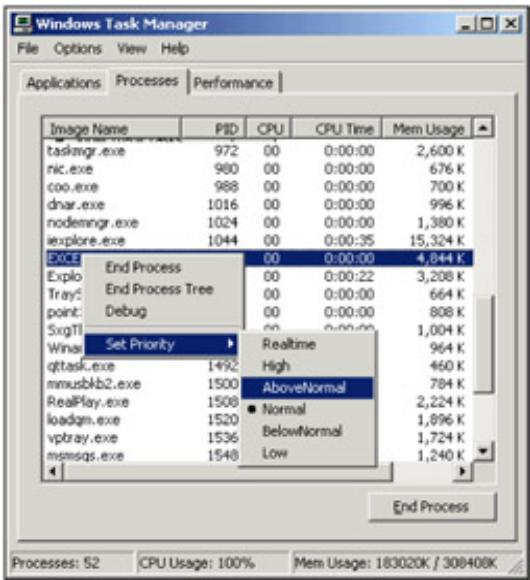 Windows Task Manager
File Options View Help
Applications Processes Performance
Image Name PID CPU CPU Time Mem Usage
taskmgr.exe 972 00 0:00:00 2,600 K
nic.exe 980 00 0:00:00 676 K
coo.exe 988 00 0:00:00 700 K
dnar.exe 1016 00 0:00:00 996 K
nodemngr.exe 1024 00 0:00:00 1,380 K
iexplore.exe 1044 00 0:00:35 15,324 K
EXCE 00 0:00:00 4,844 K
End Process
Explo 00 0:00:22 3,208 K
End Process Tree
TrayS 00 0:00:00 664 K
Debug
point 00 0:00:00 808 K
SxgTl 1,004 K
Set Priority
Realtime
Winar 964 K
High
qttask.exe 1492 460 K
AboveNormal
mmusbkb2.exe 1500 784 K
Normal
RealPlay.exe 1508 2,224 K
BelowNormal
loadqm.exe 1520 1,896 K
Low
vptray.exe 1536 1,724 K
msmsgs.exe 1548 1,240 K
End Process
Processes: 52 CPU Usage: 100% Mem Usage: 183020K / 308408K